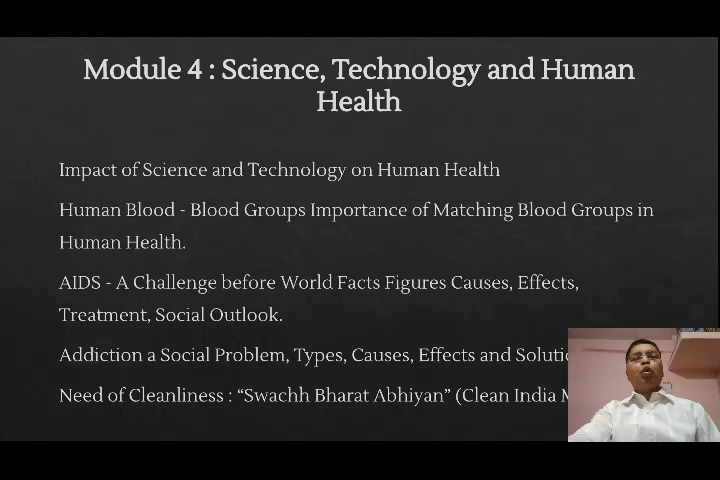 Module 4 : Science, Technology and Human
Health
Impact of Science and Technology on Human Health
Human Blood - Blood Groups Importance of Matching Blood Groups in
Human Health.
AIDS - A Challenge before World Facts Figures Causes, Effects,
Treatment, Social Outlook.
Addiction a Social Problem, Types, Causes, Effects and
Need of Cleanliness : “Swachh Bharat Abhiyan” (Clean India